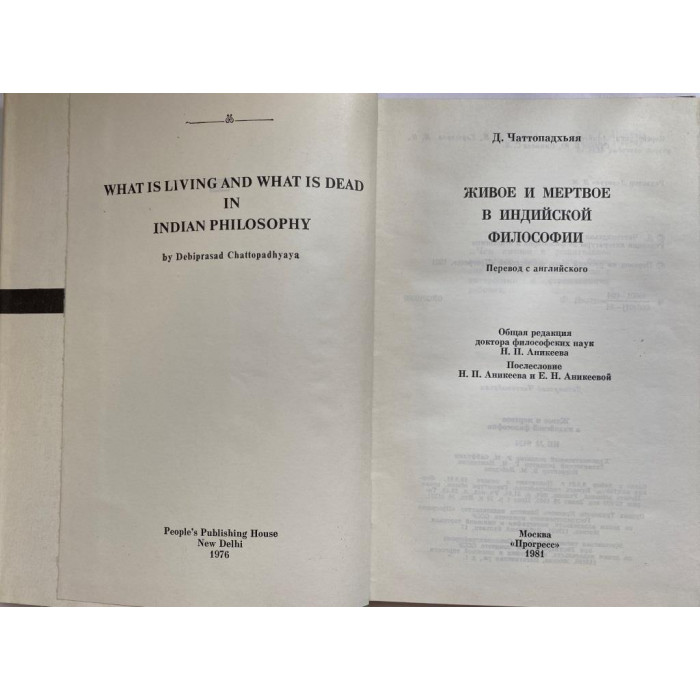 WHAT IS LIVING AND WHAT IS DEAD
IN
INDIAN PHILOSOPHY
by Debiprasad Chattopadhyaya
People's Publishing House
New Delhi
1976
Д. Чаттопадхьяя
ЖИВОЕ И МЕРТВОЕ
В ИНДИЙСКОЙ
ФИЛОСОФИИ
Перевод с английского
Общая редакция
доктора философских наук
Н. П. Аникеева
Послесловие
Н. П. Аникеева и Е. Н. Аникеевой
Москва
«Прогресс»
1981